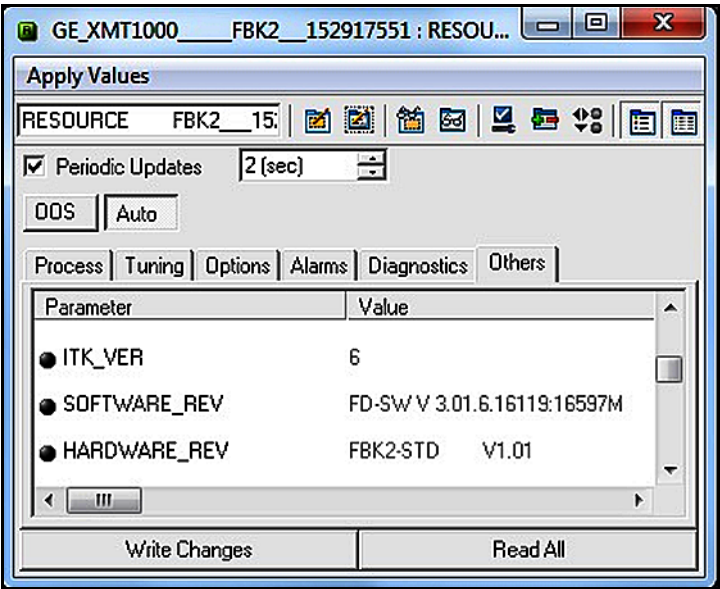 GE_XMT1000_____FBK2__152917551 : RESOU...
Apply Values
RESOURCE FBK2___15
Periodic Updates 2 (sec)
OOS Auto
Process Tuning Options Alarms Diagnostics Others
Parameter Value
ITK_VER 6
SOFTWARE_REV FD-SW V 3.01.6.16119:16597M
HARDWARE_REV FBK2-STD V1.01
Write Changes Read All